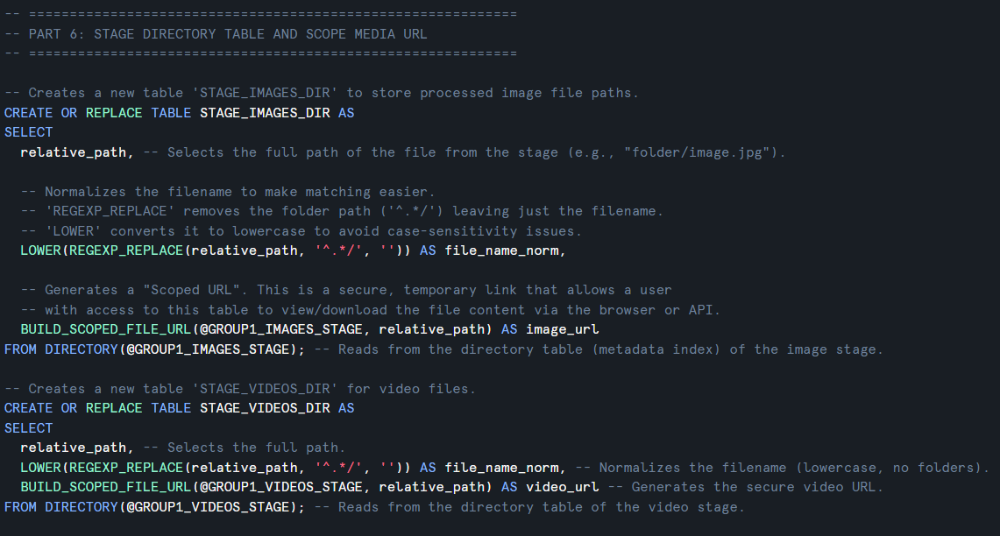 -- ============================================================
-- PART 6: STAGE DIRECTORY TABLE AND SCOPE MEDIA URL
-- ============================================================
-- Creates a new table 'STAGE_IMAGES_DIR' to store processed image file paths.
CREATE OR REPLACE TABLE STAGE_IMAGES_DIR AS
SELECT
  relative_path, -- Selects the full path of the file from the stage (e.g., "folder/image.jpg").
  -- Normalizes the filename to make matching easier.
  -- 'REGEXP_REPLACE' removes the folder path ('^.*/') leaving just the filename.
  -- 'LOWER' converts it to lowercase to avoid case-sensitivity issues.
  LOWER(REGEXP_REPLACE(relative_path, '^.*/', '')) AS file_name_norm,
  -- Generates a "Scoped URL". This is a secure, temporary link that allows a user
  -- with access to this table to view/download the file content via the browser or API.
  BUILD_SCOPED_FILE_URL(@GROUP1_IMAGES_STAGE, relative_path) AS image_url
FROM DIRECTORY(@GROUP1_IMAGES_STAGE); -- Reads from the directory table (metadata index) of the image stage.
-- Creates a new table 'STAGE_VIDEOS_DIR' for video files.
CREATE OR REPLACE TABLE STAGE_VIDEOS_DIR AS
SELECT
  relative_path, -- Selects the full path.
  LOWER(REGEXP_REPLACE(relative_path, '^.*/', '')) AS file_name_norm, -- Normalizes the filename (lowercase, no folders).
  BUILD_SCOPED_FILE_URL(@GROUP1_VIDEOS_STAGE, relative_path) AS video_url -- Generates the secure video URL.
FROM DIRECTORY(@GROUP1_VIDEOS_STAGE); -- Reads from the directory table of the video stage.